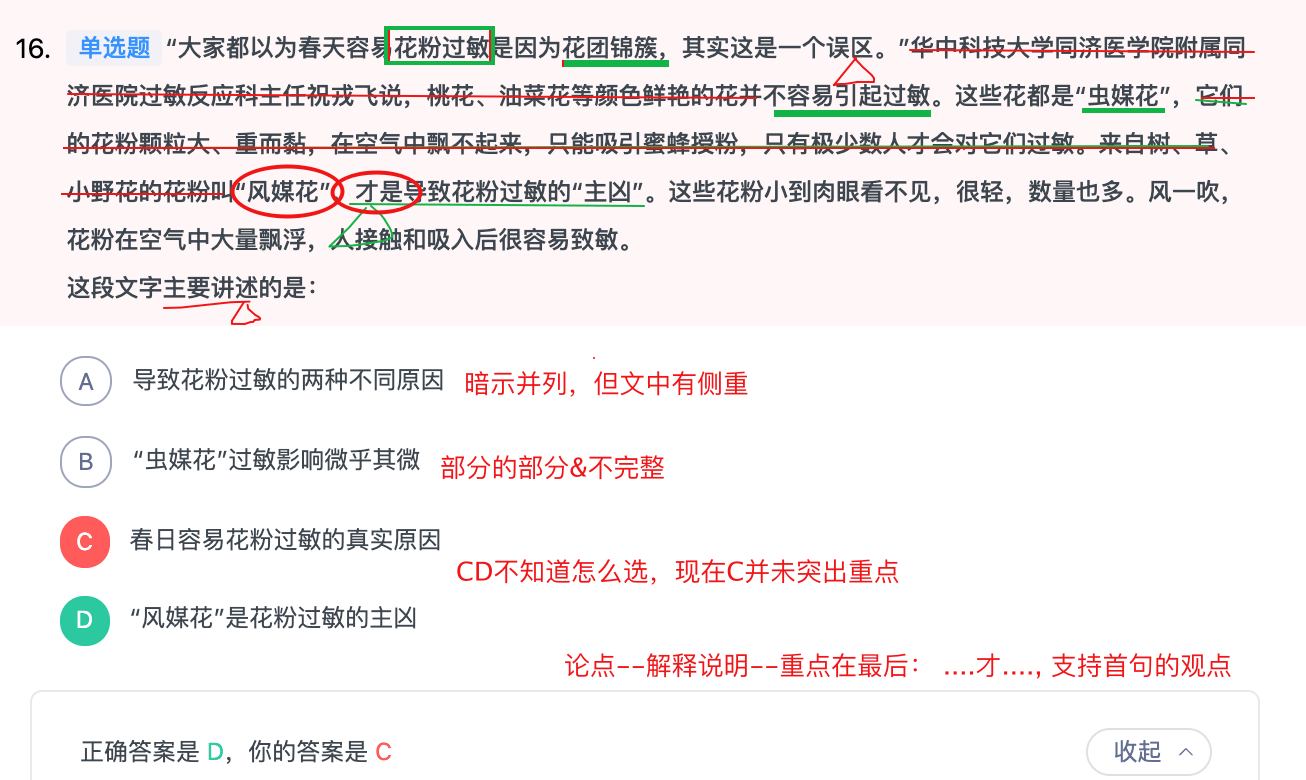 16. 单选题 “大家都以为春天容易花粉过敏是因为花团锦簇，其实这是一个误区。”华中科技大学同济医学院附属同
济医院过敏反应科主任祝戎飞说，桃花、油菜花等颜色鲜艳的花并不容易引起过敏。这些花都是“虫媒花”，它们
的花粉颗粒大、重而黏，在空气中飘不起来，只能吸引蜜蜂授粉，只有极少数人才会对它们过敏。来自树、草、
小野花的花粉叫“风媒花”，才是导致花粉过敏的“主凶”。这些花粉小到肉眼看不见，很轻，数量也多。风一吹，
花粉在空气中大量飘浮，人接触和吸入后很容易致敏。
这段文字主要讲述的是：
A 导致花粉过敏的两种不同原因 暗示并列，但文中有侧重
B “虫媒花”过敏影响微乎其微 部分的部分&不完整
C 春日容易花粉过敏的真实原因
CD不知道怎么选，现在C并未突出重点
D “风媒花”是花粉过敏的主凶
论点--解释说明--重点在最后： ....才....，支持首句的观点
正确答案是 D，你的答案是 C 收起